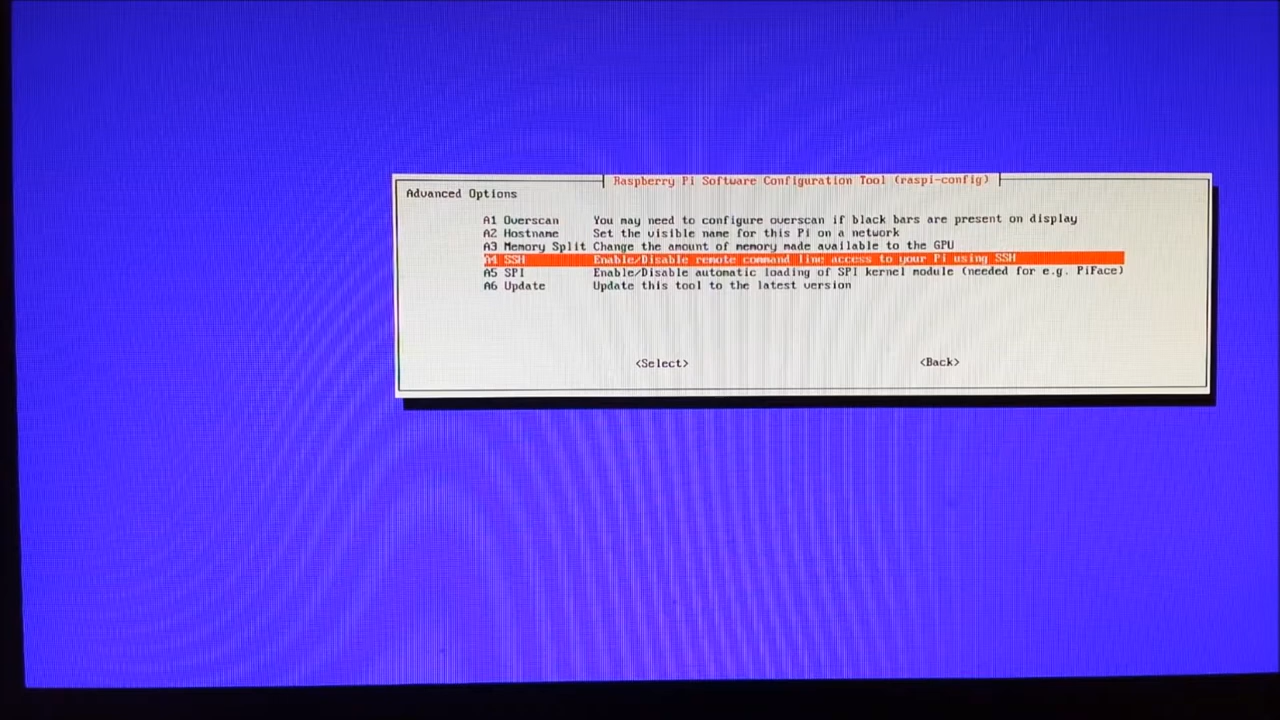 Raspberry Pi Software Configuration Tool (raspi-config)
Advanced Options
A1 Overscan You may need to configure overscan if black bars are present on display
A2 Hostname Set the visible name for this Pi on a network
A3 Memory Split Change the amount of memory made available to the GPU
A4 SSH Enable/Disable remote command line access to your Pi using SSH
A5 SPI Enable/Disable automatic loading of SPI kernel module (needed for e.g. PiFace)
A6 Update Update this tool to the latest version
<Select> <Back>